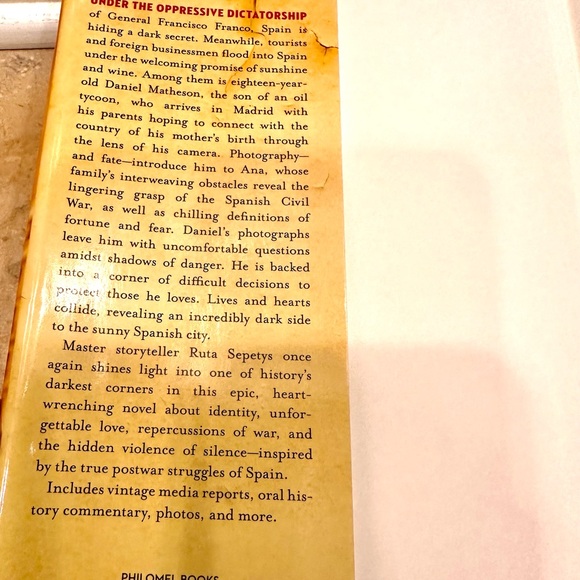 UNDER THE OPPRESSIVE DICTATORSHIP
of General Francisco Franco, Spain is
hiding a dark secret. Meanwhile, tourists
and foreign businessmen flood into Spain
under the welcoming promise of sunshine
and wine. Among them is eighteen-year-
old Daniel Matheson, the son of an oil
tycoon, who arrives in Madrid with
his parents hoping to connect with the
country of his mother's birth through
the lens of his camera. Photography—
and fate—introduce him to Ana, whose
family's interweaving obstacles reveal the
lingering grasp of the Spanish Civil
War, as well as chilling definitions of
fortune and fear. Daniel's photographs
leave him with uncomfortable questions
amidst shadows of danger. He is backed
into a corner of difficult decisions to
protect those he loves. Lives and hearts
collide, revealing an incredibly dark side
to the sunny Spanish city.
Master storyteller Ruta Sepetys once
again shines light into one of history's
darkest corners in this epic, heart-
wrenching novel about identity, unfor-
gettable love, repercussions of war, and
the hidden violence of silence—inspired
by the true postwar struggles of Spain.
Includes vintage media reports, oral his-
tory commentary, photos, and more.
PHILOMEL BOOKS